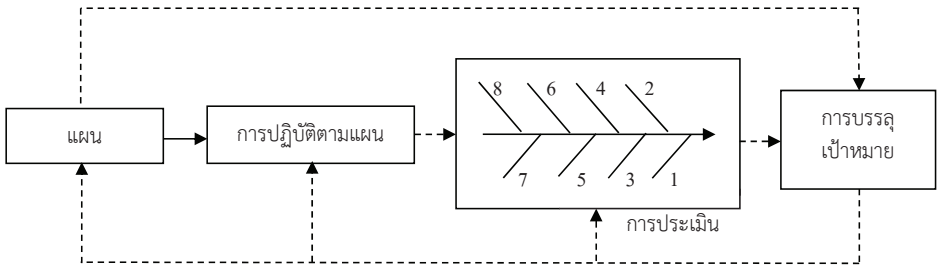 แผน
การปฏิบัติตามแผน
8 6 4 2
7 5 3 1
การประเมิน
การบรรลุ
เป้าหมาย